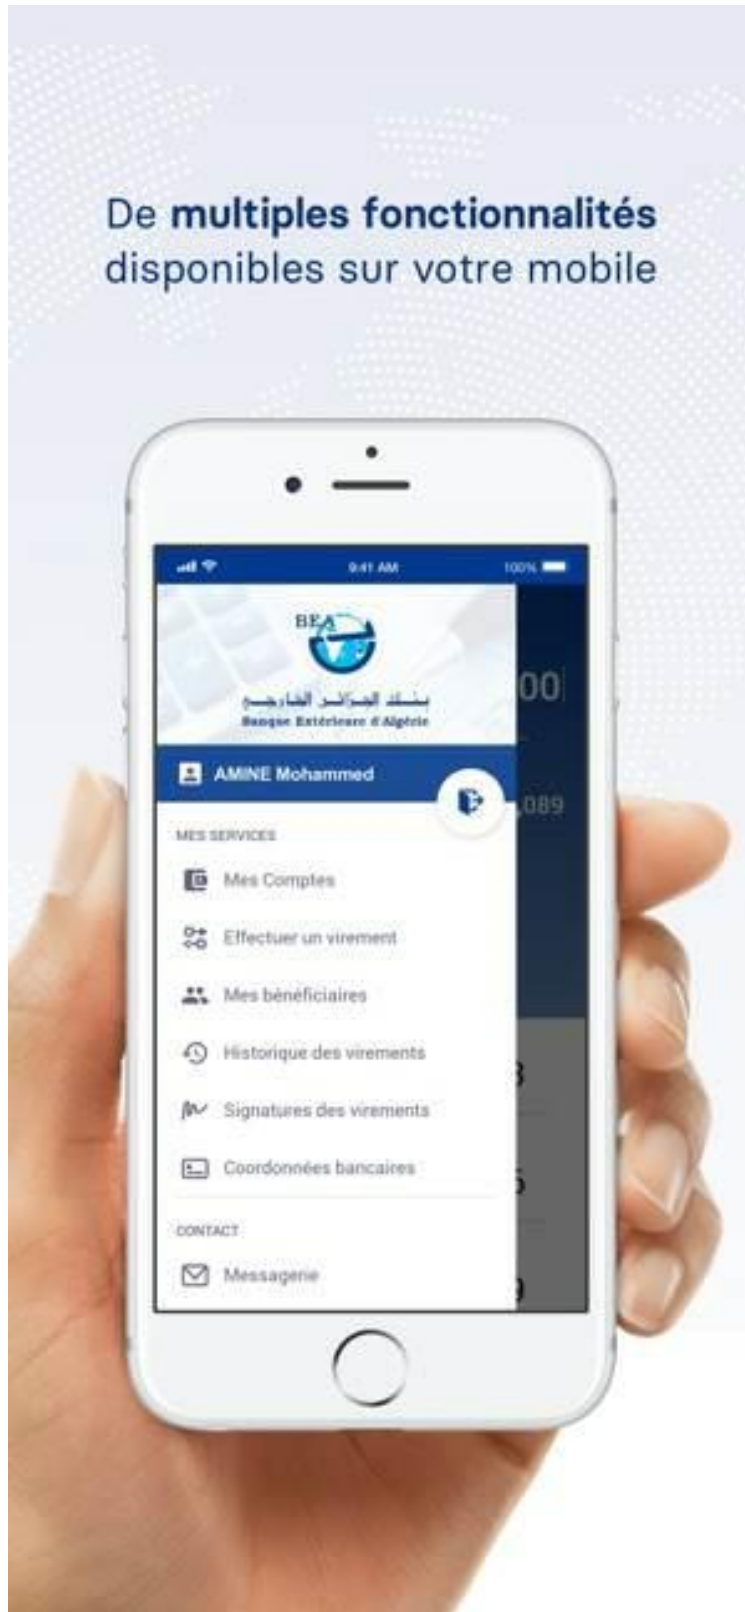 De multiples fonctionnalités
disponibles sur votre mobile
9:41 AM
100%
BEA
بنك الجزائر الخارجي
Banque Extérieure d'Algérie
00
AMINE Mohammed
,089
MES SERVICES
Mes Comptes
Effectuer un virement
Mes bénéficiaires
Historique des virements
Signatures des virements
Coordonnées bancaires
CONTACT
Messagerie